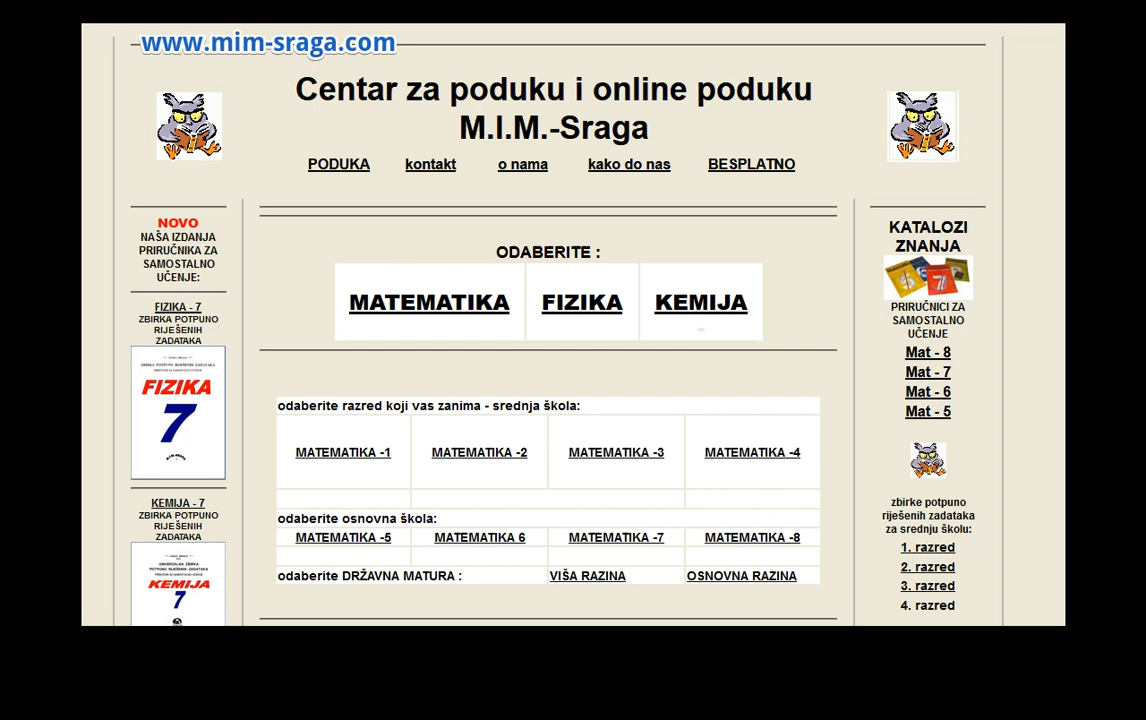 www.mim-sraga.com
Centar za poduku i online poduku
M.I.M.-Sraga
PODUKA kontakt o nama kako do nas BESPLATNO
NOVO
NAŠA IZDANJA
PRIRUČNIKA ZA
SAMOSTALNO
UČENJE:
FIZIKA - 7
ZBIRKA POTPUNO
RIJEŠENIH
ZADATAKA
FIZIKA
7
KEMIJA - 7
ZBIRKA POTPUNO
RIJEŠENIH
ZADATAKA
KEMIJA
7
ODABERITE :
MATEMATIKA FIZIKA KEMIJA
odaberite razred koji vas zanima - srednja škola:
MATEMATIKA -1 MATEMATIKA -2 MATEMATIKA -3 MATEMATIKA -4
odaberite osnovna škola:
MATEMATIKA -5 MATEMATIKA 6 MATEMATIKA -7 MATEMATIKA -8
odaberite DRŽAVNA MATURA : VIŠA RAZINA OSNOVNA RAZINA
KATALOZI
ZNANJA
PRIRUČNICI ZA
SAMOSTALNO
UČENJE
Mat - 8
Mat - 7
Mat - 6
Mat - 5
zbirke potpuno
riješenih zadataka
za srednju školu:
1. razred
2. razred
3. razred
4. razred